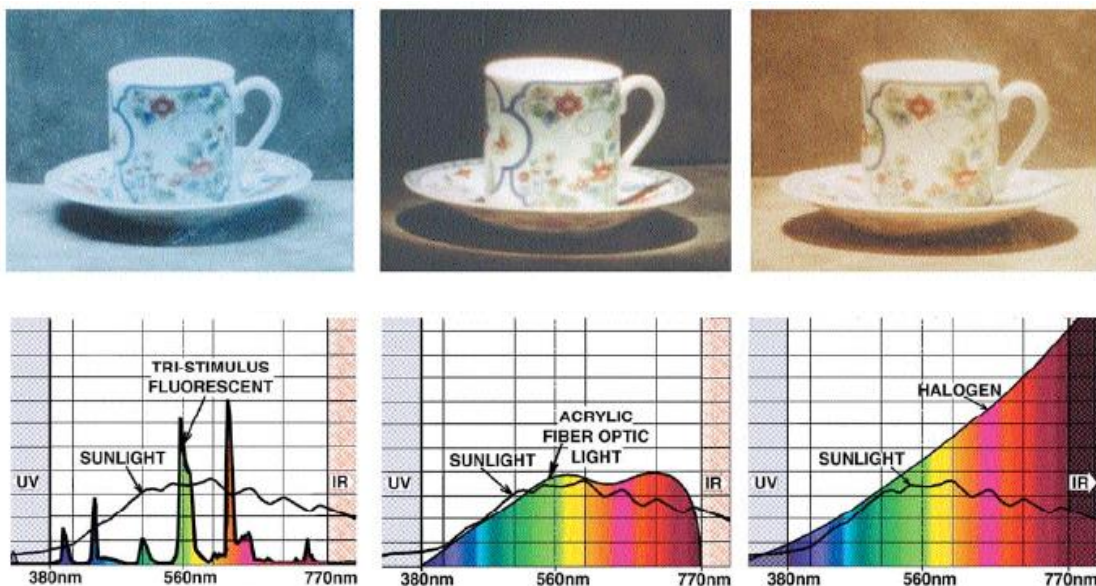 TRI-STIMULUS
FLUORESCENT
SUNLIGHT
UV
IR
380nm
560nm
770nm
ACRYLIC
FIBER OPTIC
LIGHT
SUNLIGHT
UV
IR
380nm
560nm
770nm
HALOGEN
SUNLIGHT
UV
IR
380nm
560nm
770nm